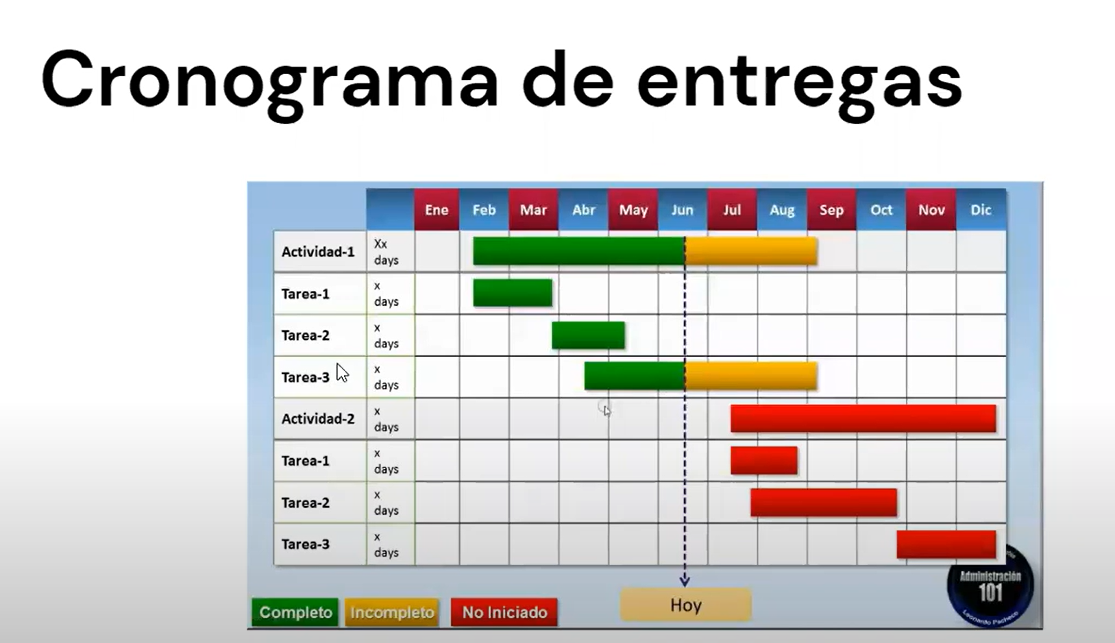 Cronograma de entregas
Ene Feb Mar Abr May Jun Jul Aug Sep Oct Nov Dic
Actividad-1 Xx days
Tarea-1 x days
Tarea-2 x days
Tarea-3 x days
Actividad-2 x days
Tarea-1 x days
Tarea-2 x days
Tarea-3 x days
Completo Incompleto No Iniciado Hoy
Administración
101
Leonardo Pacheco